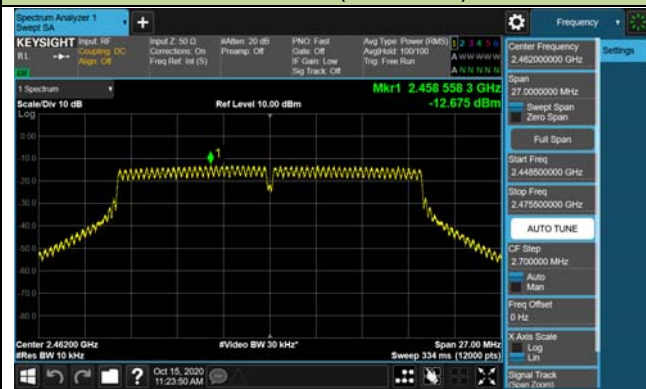 Spectrum Analyzer 1
Swept SA
Frequency
KEYSIGHT
Input: RF
Coupling: DC
Align: Off
Input Z: 50 Ω
Corrections: On
Freq Ref: Int (S)
#Atten: 20 dB
Preamp: Off
PNO: Fast
Gate: Off
IF Gain: Low
Sig Track: Off
Avg Type: Power (RMS)
Avg|Hold: 100/100
Trig: Free Run
1 2 3 4 5 6
A W W W W W
A N N N N N
RL
1 Spectrum
Scale/Div 10 dB
Log
Ref Level 10.00 dBm
Mkr1 2.458 558 3 GHz
-12.675 dBm
0.00
-10.0
-20.0
-30.0
-40.0
-50.0
-60.0
-70.0
-80.0
1
Center 2.46200 GHz
#Res BW 10 kHz
#Video BW 30 kHz*
Span 27.00 MHz
Sweep 334 ms (12000 pts)
Oct 15, 2020
11:23:50 AM
Center Frequency
2.462000000 GHz
Settings
Span
27.0000000 MHz
Swept Span
Zero Span
Full Span
Start Freq
2.448500000 GHz
Stop Freq
2.475500000 GHz
AUTO TUNE
CF Step
2.700000 MHz
Auto
Man
Freq Offset
0 Hz
X Axis Scale
Log
Lin
Signal Track
(Span Zoom)